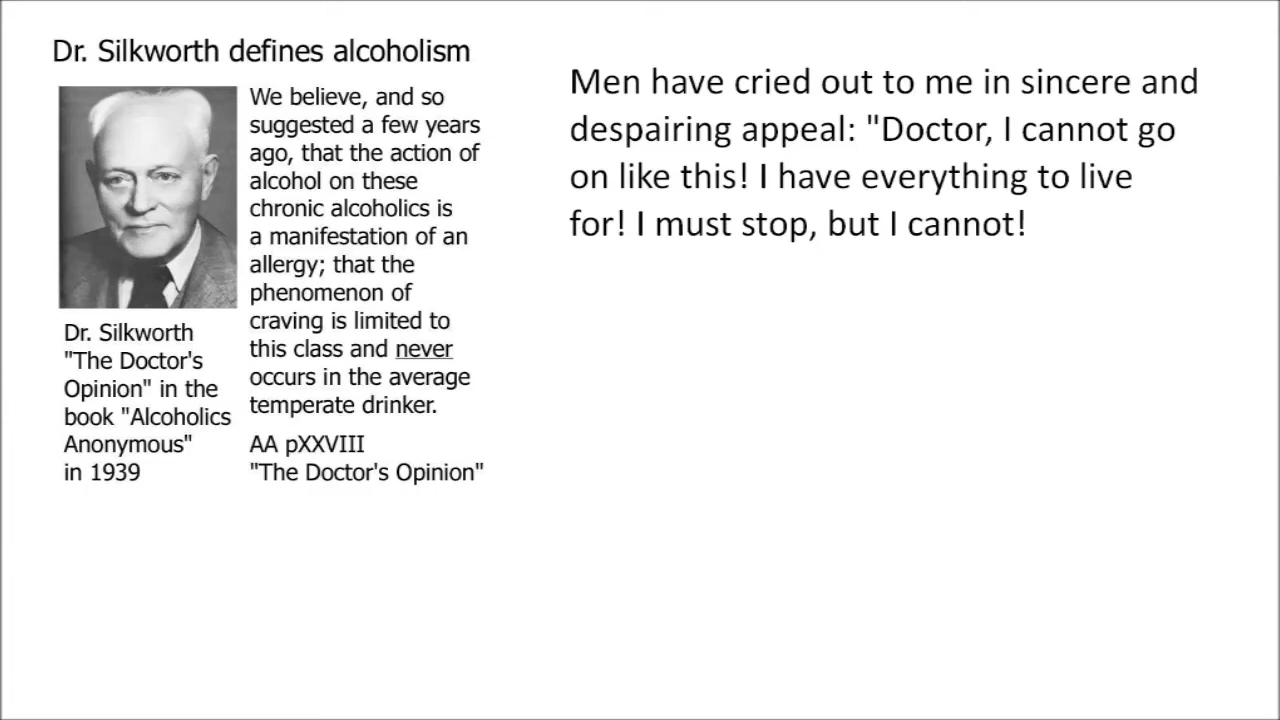 Dr. Silkworth defines alcoholism
We believe, and so
suggested a few years
ago, that the action of
alcohol on these
chronic alcoholics is
a manifestation of an
allergy; that the
phenomenon of
craving is limited to
this class and never
occurs in the average
temperate drinker.
AA pXXVIII
"The Doctor's Opinion"
Dr. Silkworth
"The Doctor's
Opinion" in the
book "Alcoholics
Anonymous"
in 1939
Men have cried out to me in sincere and
despairing appeal: "Doctor, I cannot go
on like this! I have everything to live
for! I must stop, but I cannot!